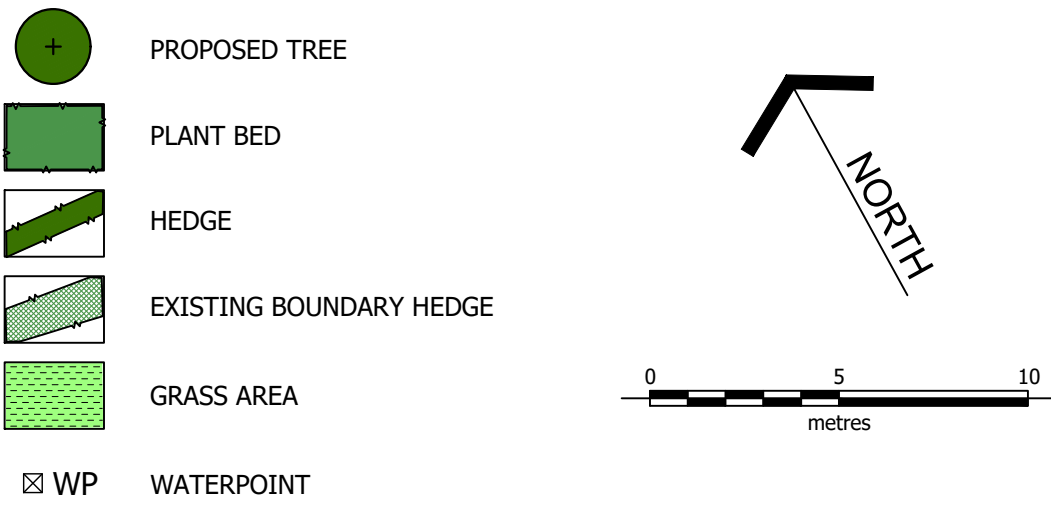 PROPOSED TREE
PLANT BED
HEDGE
EXISTING BOUNDARY HEDGE
GRASS AREA
WP WATERPOINT
NORTH
0 5 10
metres